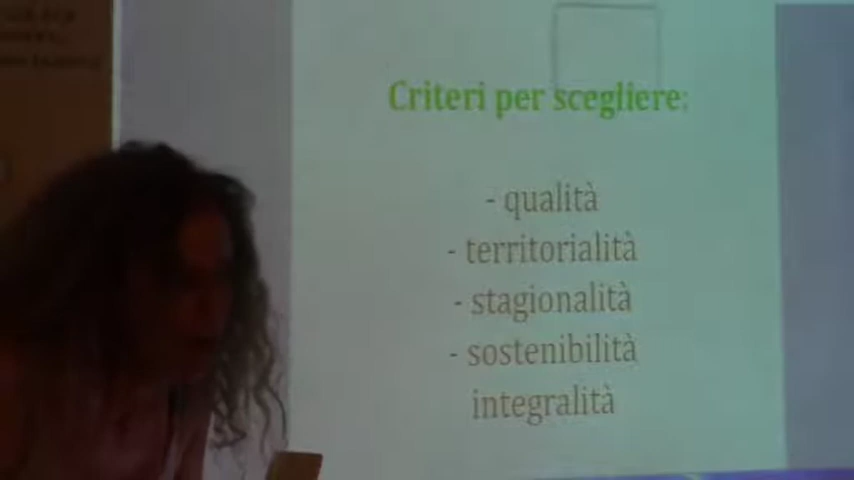 Criteri per scegliere:
- qualità
- territorialità
- stagionalità
- sostenibilità
integralità